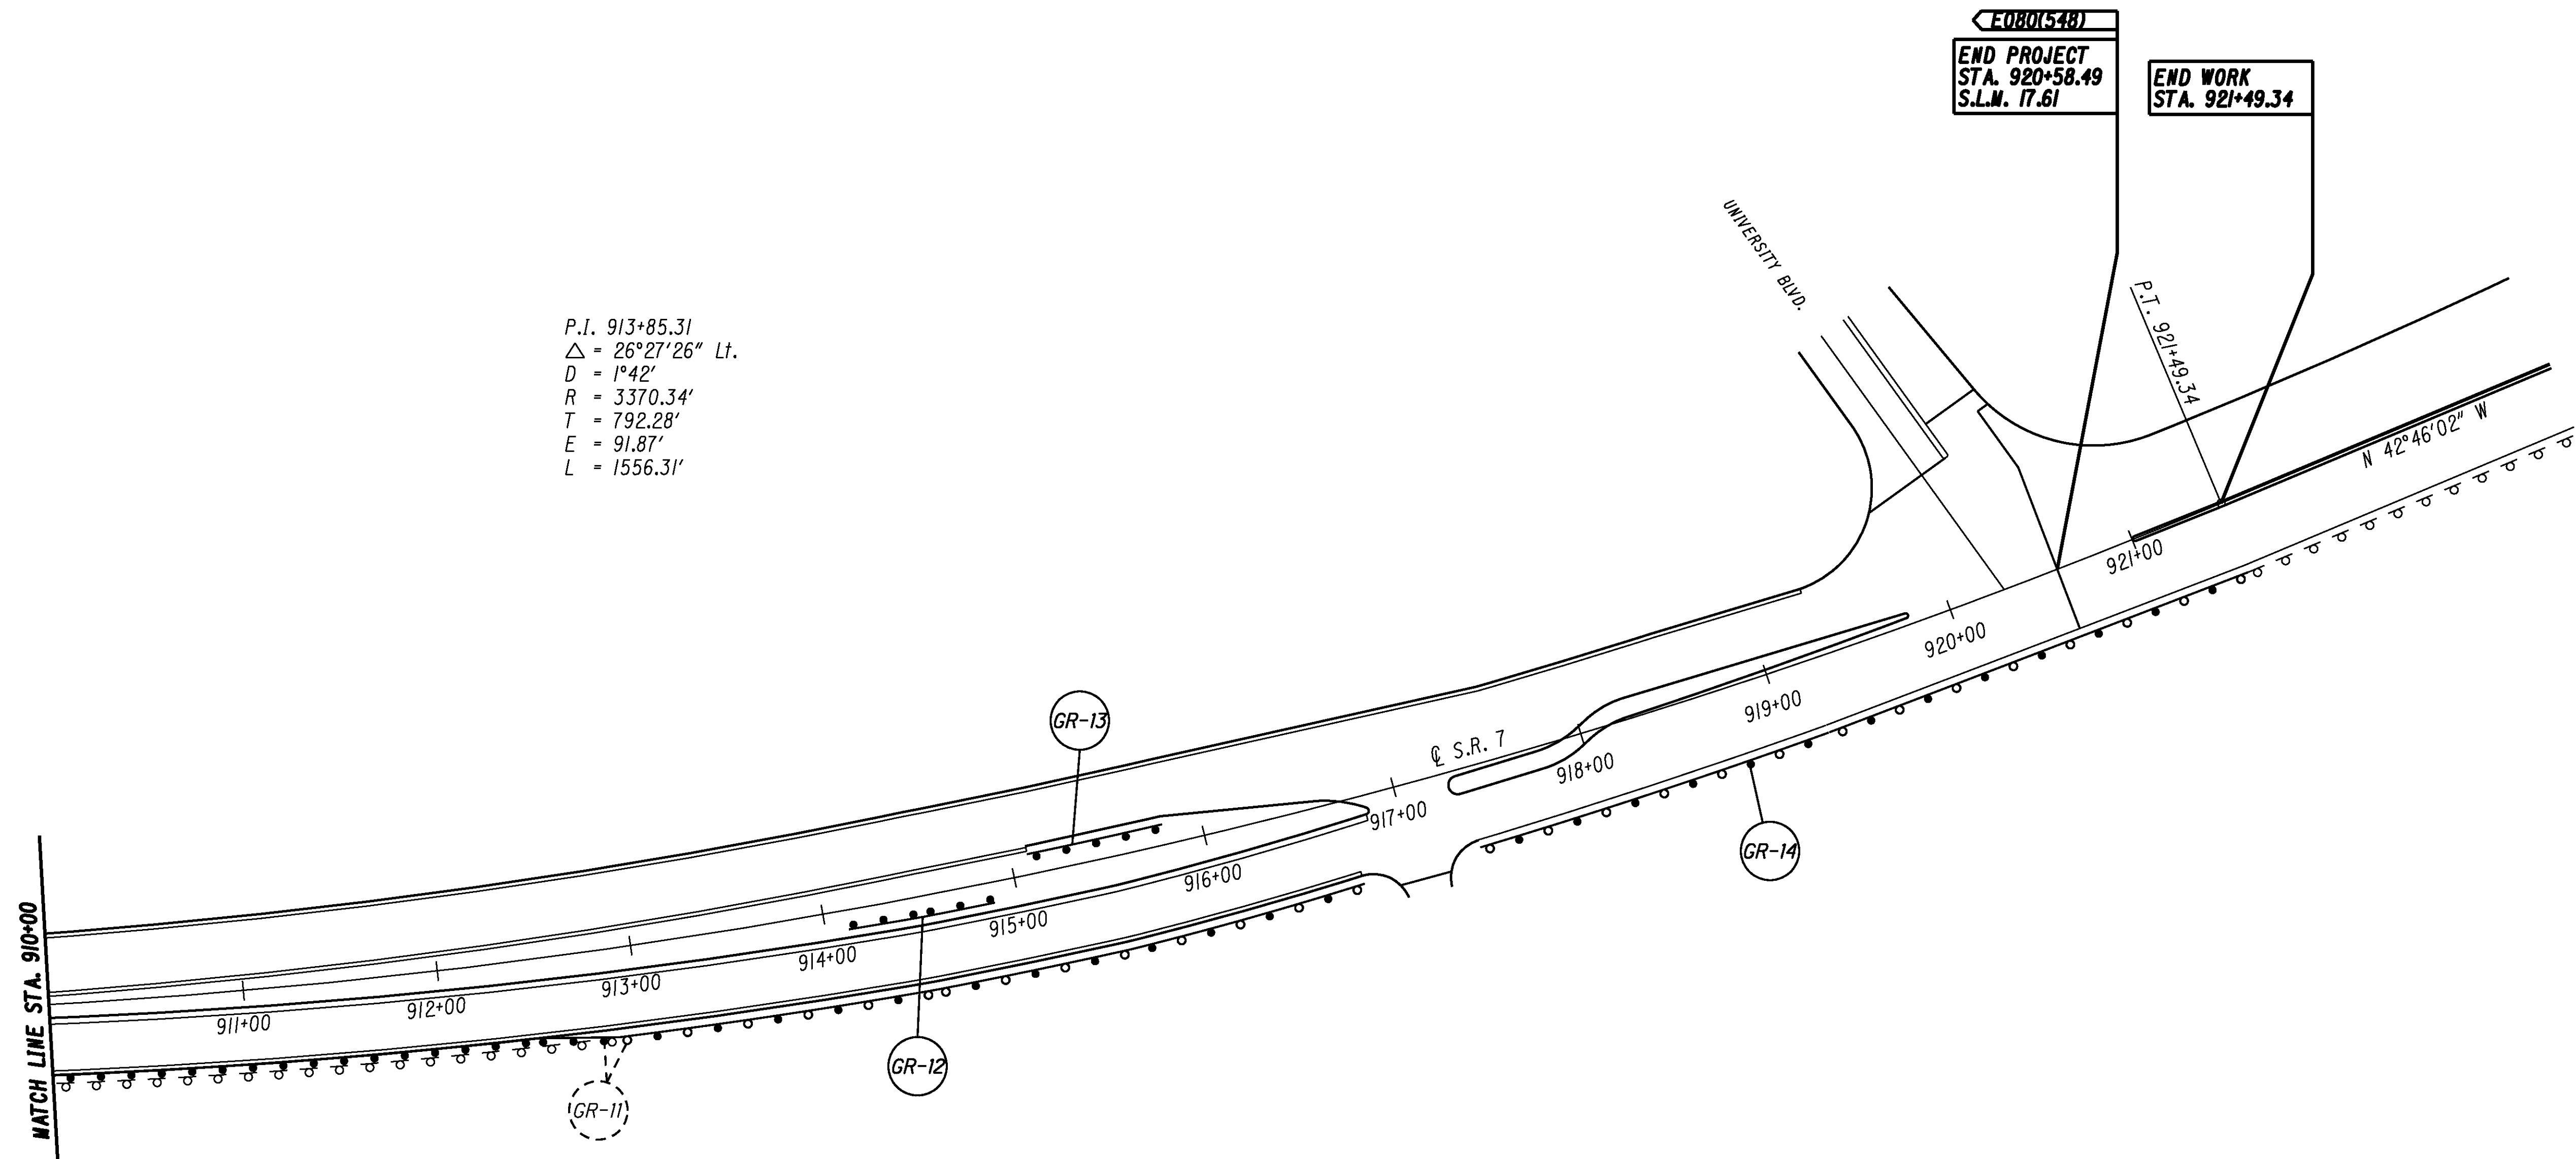 E080(548)
END PROJECT
STA. 920+58.49
S.L.M. 17.61
END WORK
STA. 921+49.34
UNIVERSITY BLVD.
P.T. 921+49.34
P.I. 913+85.31
△ = 26°27'26" Lt.
D = 1°42'
R = 3370.34'
T = 792.28'
E = 91.87'
L = 1556.31'
N 42°46'02" W
921+00
920+00
919+00
918+00
℄ S.R. 7
917+00
916+00
915+00
914+00
913+00
912+00
911+00
GR-13
GR-14
GR-12
GR-11
MATCH LINE STA. 910+00